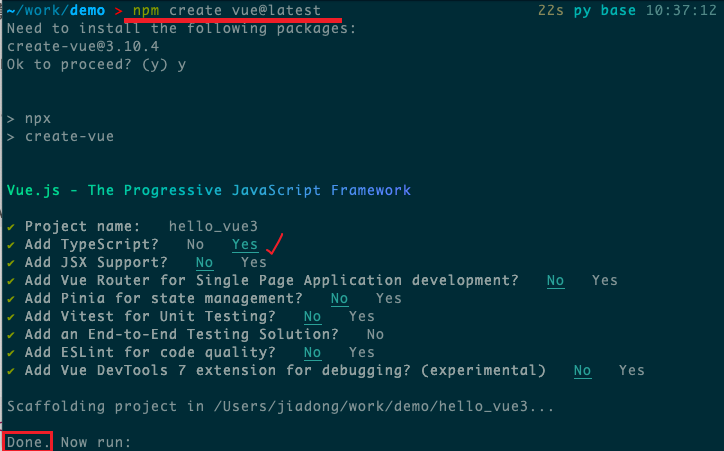 ~/work/demo > npm create vue@latest 22s py base 10:37:12
Need to install the following packages:
create-vue@3.10.4
Ok to proceed? (y) y
> npx
> create-vue
Vue.js - The Progressive JavaScript Framework
✔ Project name: hello_vue3
✔ Add TypeScript? No Yes
✔ Add JSX Support? No Yes
✔ Add Vue Router for Single Page Application development? No Yes
✔ Add Pinia for state management? No Yes
✔ Add Vitest for Unit Testing? No Yes
✔ Add an End-to-End Testing Solution? No
✔ Add ESLint for code quality? No Yes
✔ Add Vue DevTools 7 extension for debugging? (experimental) No Yes
Scaffolding project in /Users/jiadong/work/demo/hello_vue3...
Done. Now run: